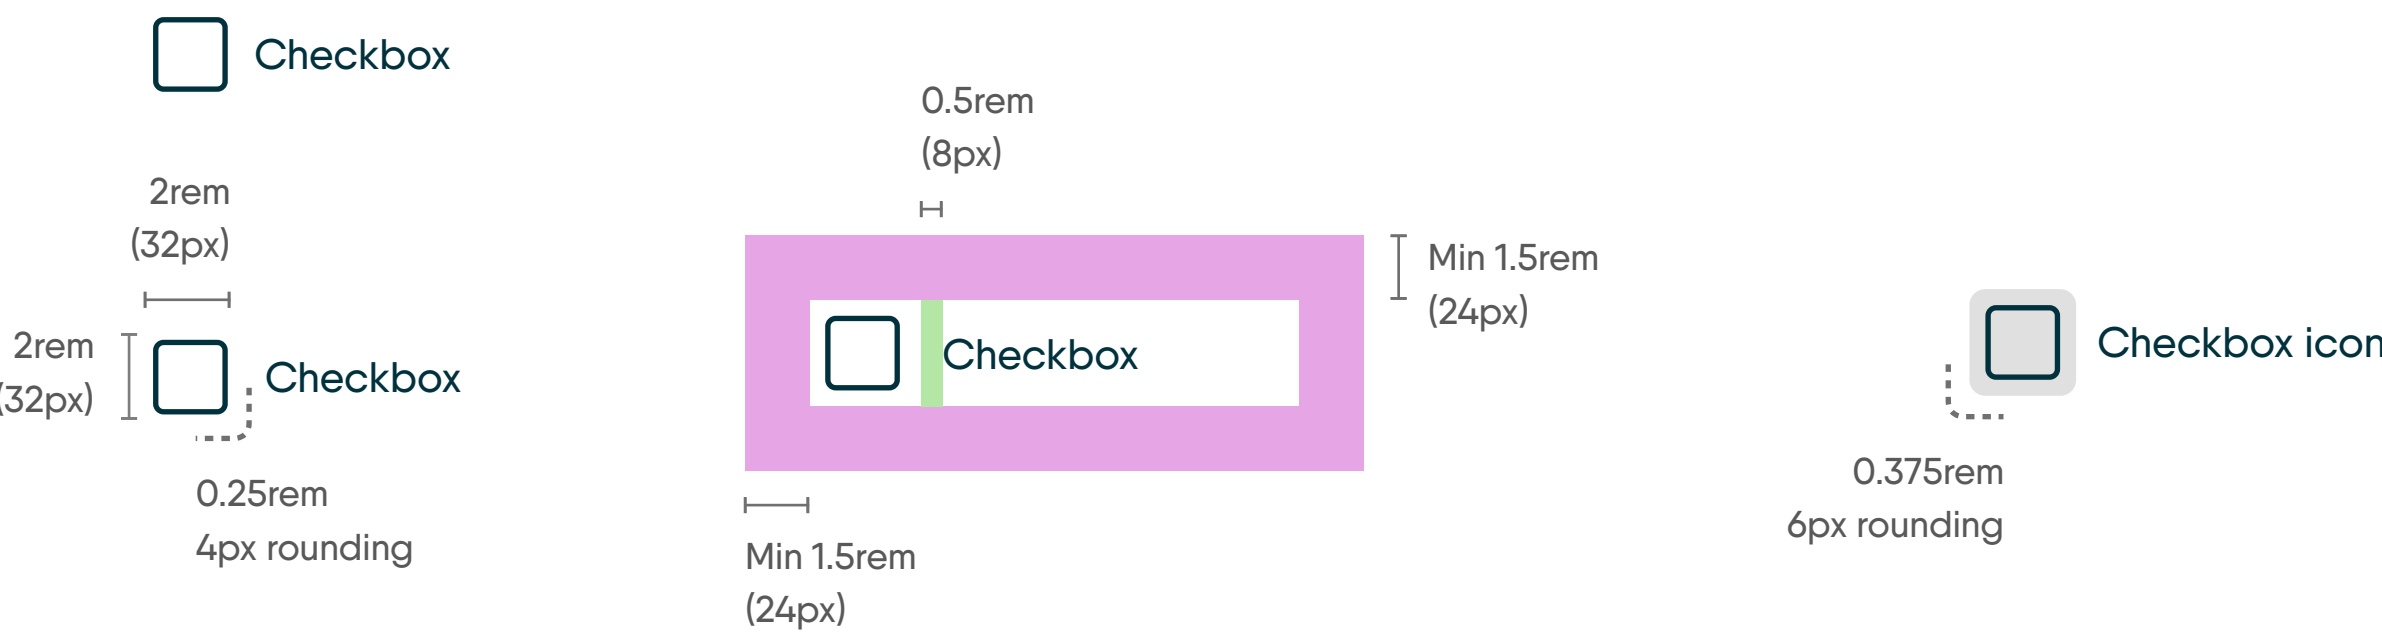 Checkbox
2rem
(32px)
2rem
(32px)
Checkbox
0.25rem
4px rounding
0.5rem
(8px)
Min 1.5rem
(24px)
Checkbox
Min 1.5rem
(24px)
Checkbox icon
0.375rem
6px rounding